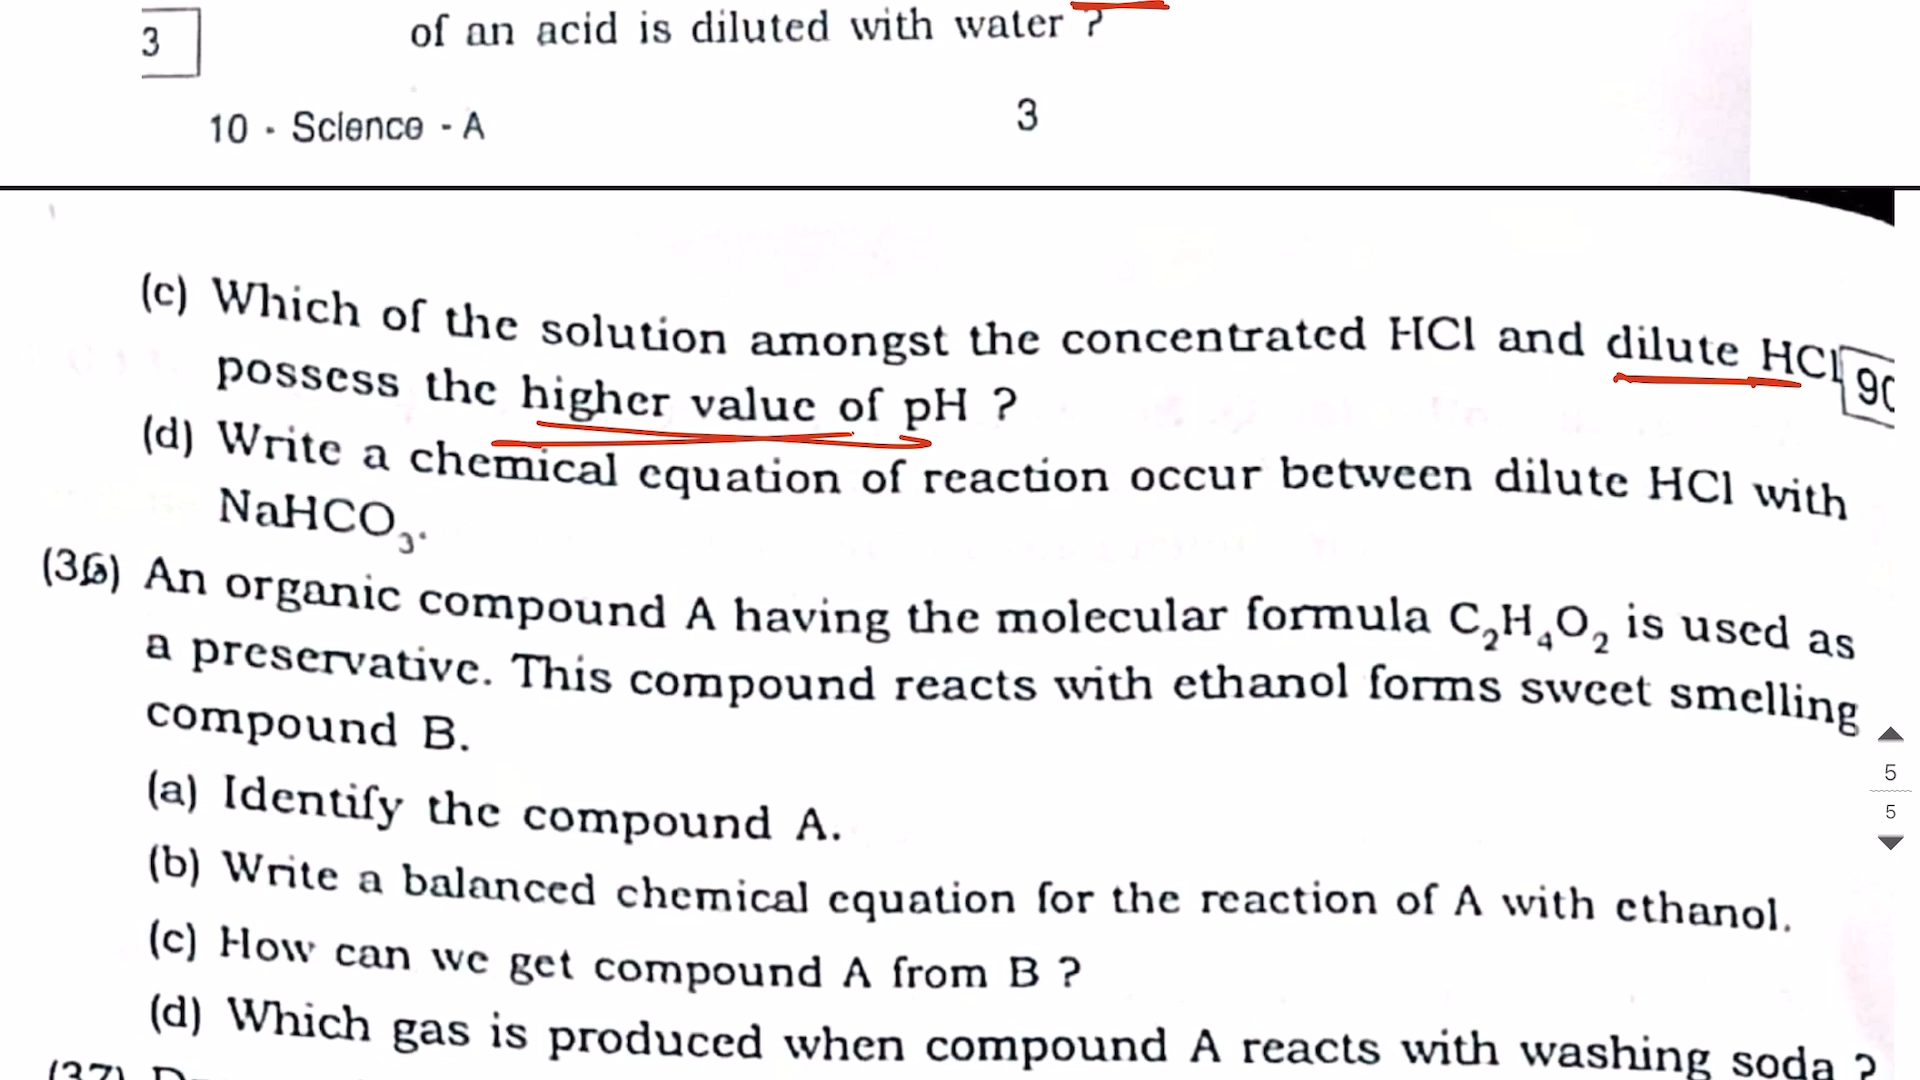 3
of an acid is diluted with water ?
10 - Science - A
3
(c) Which of the solution amongst the concentrated HCl and dilute HCl
90
possess the higher value of pH ?
(d) Write a chemical equation of reaction occur between dilute HCl with
NaHCO₃.
(36) An organic compound A having the molecular formula C₂H₄O₂ is used as
a preservative. This compound reacts with ethanol forms sweet smelling
compound B.
(a) Identify the compound A.
5
(b) Write a balanced chemical equation for the reaction of A with ethanol.
5
(c) How can we get compound A from B ?
(d) Which gas is produced when compound A reacts with washing soda ?
(37)